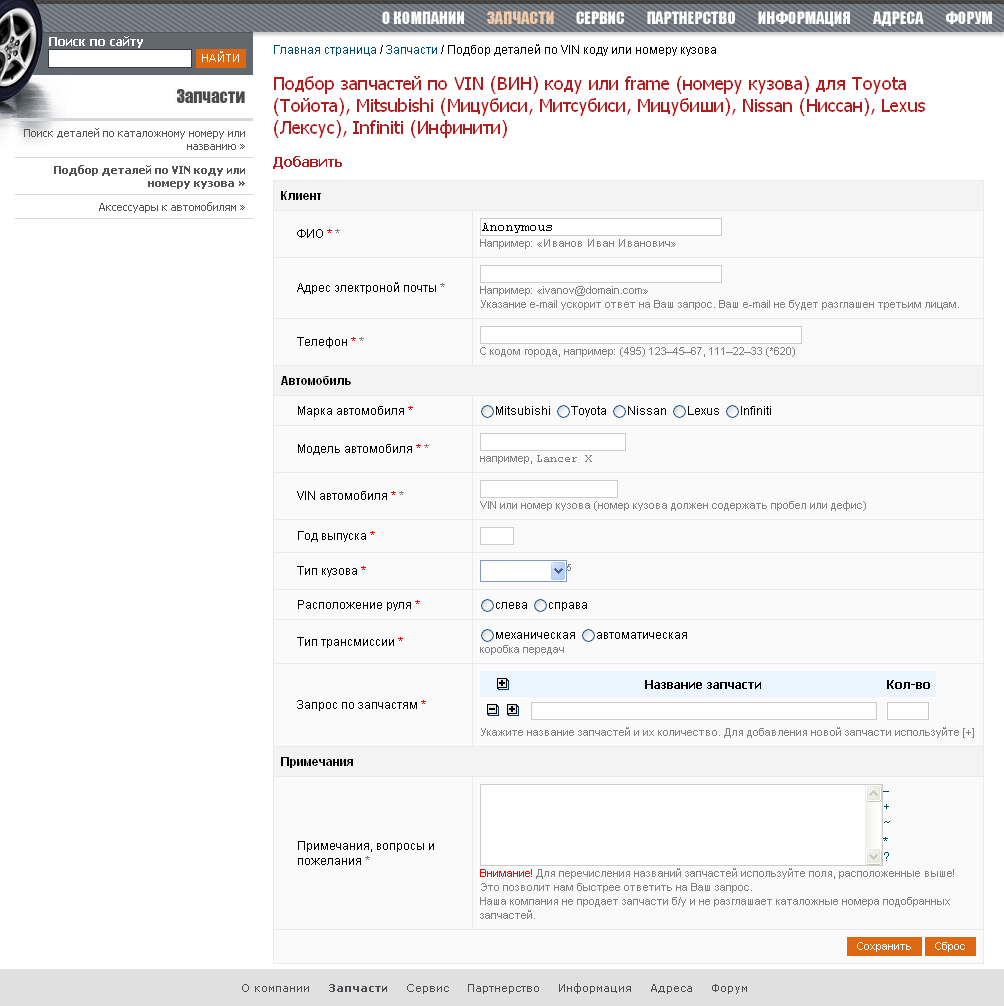 О КОМПАНИИ ЗАПЧАСТИ СЕРВИС ПАРТНЕРСТВО ИНФОРМАЦИЯ АДРЕСА ФОРУМ
Поиск по сайту
НАЙТИ
Запчасти
Поиск деталей по каталожному номеру или
названию »
Подбор деталей по VIN коду или
номеру кузова »
Аксессуары к автомобилям »
Главная страница / Запчасти / Подбор деталей по VIN коду или номеру кузова
Подбор запчастей по VIN (ВИН) коду или frame (номеру кузова) для Toyota
(Тойота), Mitsubishi (Мицубиси, Митсубиси, Мицубиши), Nissan (Ниссан), Lexus
(Лексус), Infiniti (Инфинити)
Добавить
Клиент
ФИО * *
Anonymous
Например: «Иванов Иван Иванович»
Адрес электроной почты *
Например: «ivanov@domain.com»
Указание e-mail ускорит ответ на Ваш запрос. Ваш e-mail не будет разглашен третьим лицам.
Телефон * *
С кодом города, например: (495) 123–45–67, 111–22–33 (*620)
Автомобиль
Марка автомобиля *
Mitsubishi Toyota Nissan Lexus Infiniti
Модель автомобиля * *
например, Lancer X
VIN автомобиля * *
VIN или номер кузова (номер кузова должен содержать пробел или дефис)
Год выпуска *
Тип кузова *
5
Расположение руля *
слева справа
Тип трансмиссии *
механическая автоматическая
коробка передач
Запрос по запчастям *
Название запчасти Кол-во
Укажите название запчастей и их количество. Для добавления новой запчасти используйте [+]
Примечания
Примечания, вопросы и
пожелания *
–
+
~
*
?
Внимание! Для перечисления названий запчастей используйте поля, расположенные выше!
Это позволит нам быстрее ответить на Ваш запрос.
Наша компания не продает запчасти б/у и не разглашает каталожные номера подобранных
запчастей.
Сохранить Сброс
О компании Запчасти Сервис Партнерство Информация Адреса Форум